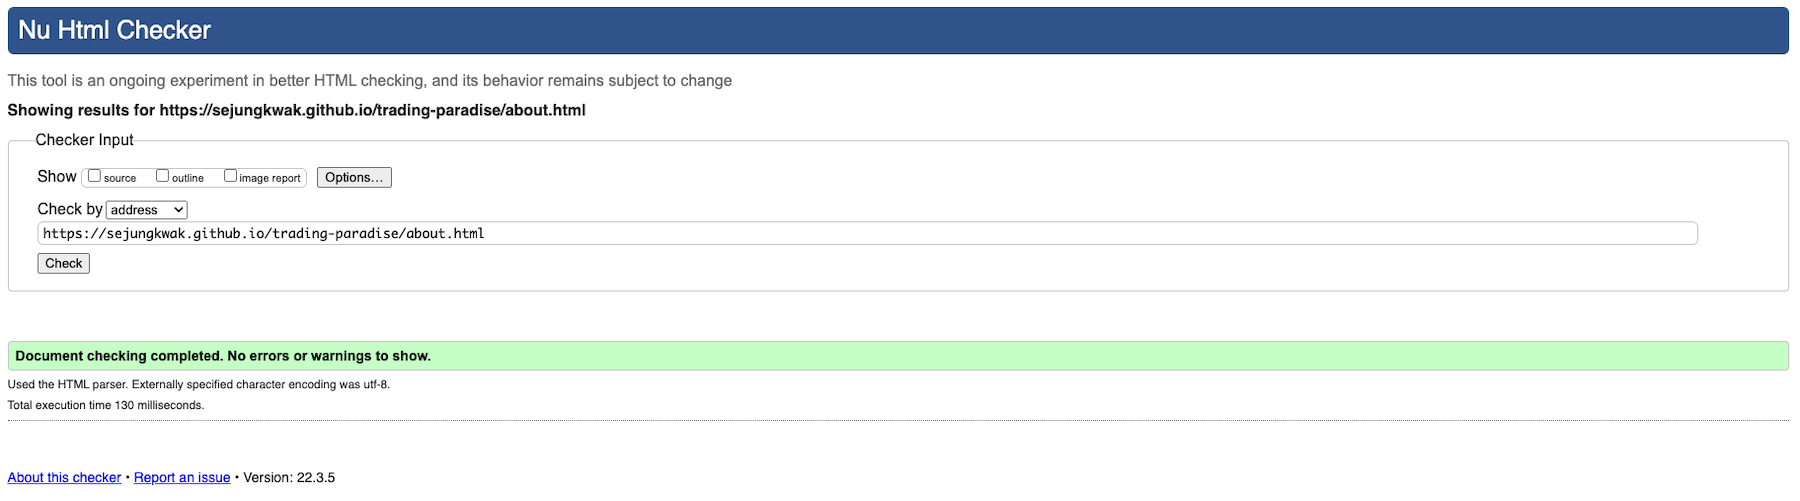 Nu Html Checker
This tool is an ongoing experiment in better HTML checking, and its behavior remains subject to change
Showing results for https://sejungkwak.github.io/trading-paradise/about.html
Checker Input
Show source outline image report Options...
Check by address
https://sejungkwak.github.io/trading-paradise/about.html
Check
Document checking completed. No errors or warnings to show.
Used the HTML parser. Externally specified character encoding was utf-8.
Total execution time 130 milliseconds.
About this checker • Report an issue • Version: 22.3.5